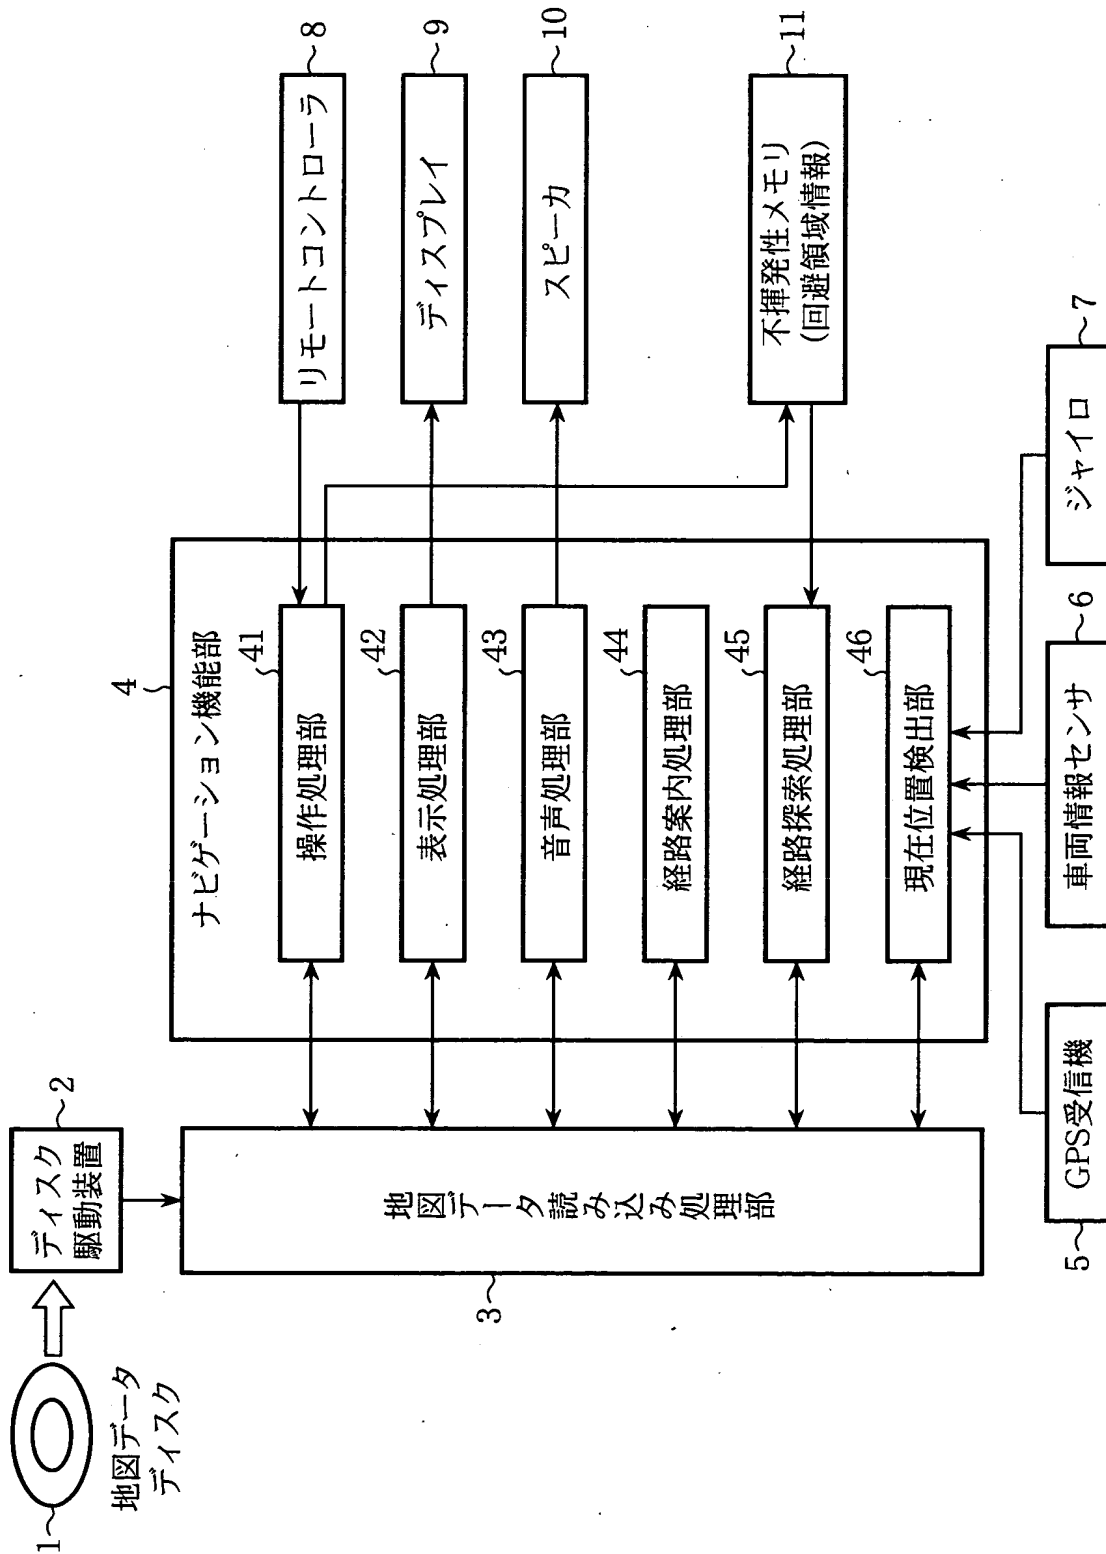 1
地図データ
ディスク
ディスク
駆動装置
2
地図データ読み込み処理部
3
4
ナビゲーション機能部
操作処理部
41
表示処理部
42
音声処理部
43
経路案内処理部
44
経路探索処理部
45
現在位置検出部
46
GPS受信機
5
車両情報センサ
6
ジャイロ
7
リモートコントローラ
8
ディスプレイ
9
スピーカ
10
不揮発性メモリ
(回避領域情報)
11